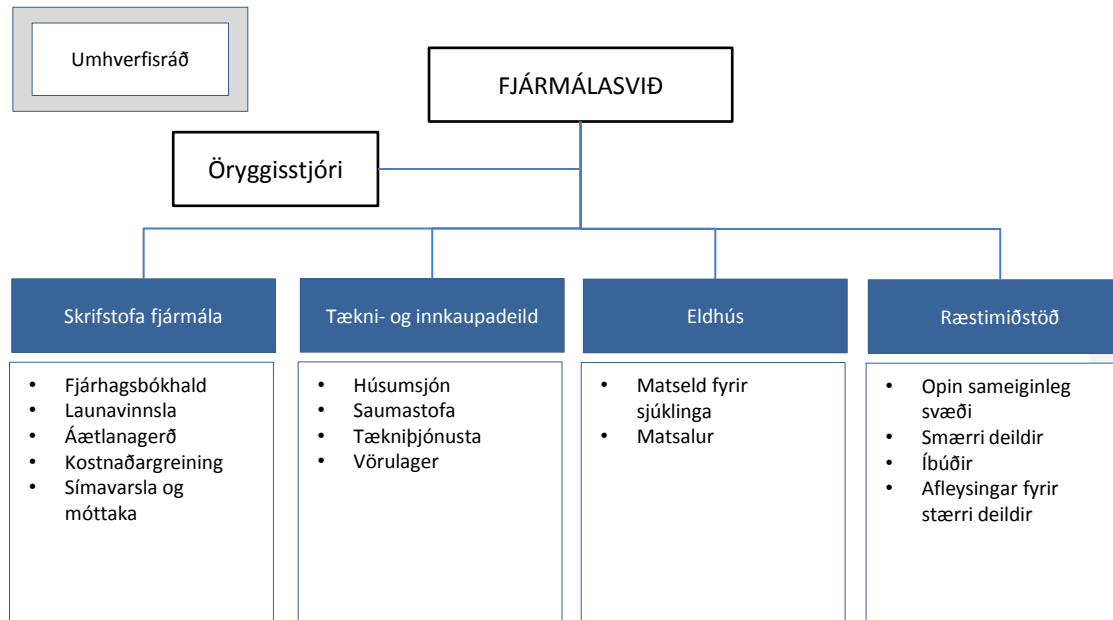 Umhverfisráð
FJÁRMÁLASVIÐ
Öryggisstjóri
Skrifstofa fjármála
• Fjárhagsbókhald
• Launavinnsla
• Áætlanagerð
• Kostnaðargreining
• Símavarsla og
móttaka
Tækni- og innkaupadeild
• Húsumsjón
• Saumastofa
• Tækniþjónusta
• Vörulager
Eldhús
• Matseld fyrir
sjúklinga
• Matsalur
Ræstimiðstöð
• Opin sameiginleg
svæði
• Smærri deildir
• Íbúðir
• Afleysingar fyrir
stærri deildir